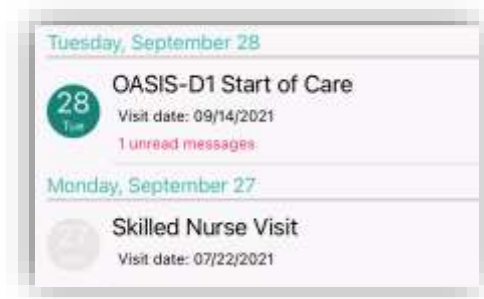 Tuesday, September 28
OASIS-D1 Start of Care
28
Tue
Visit date: 09/14/2021
1 unread messages
Monday, September 27
Skilled Nurse Visit
27
Visit date: 07/22/2021